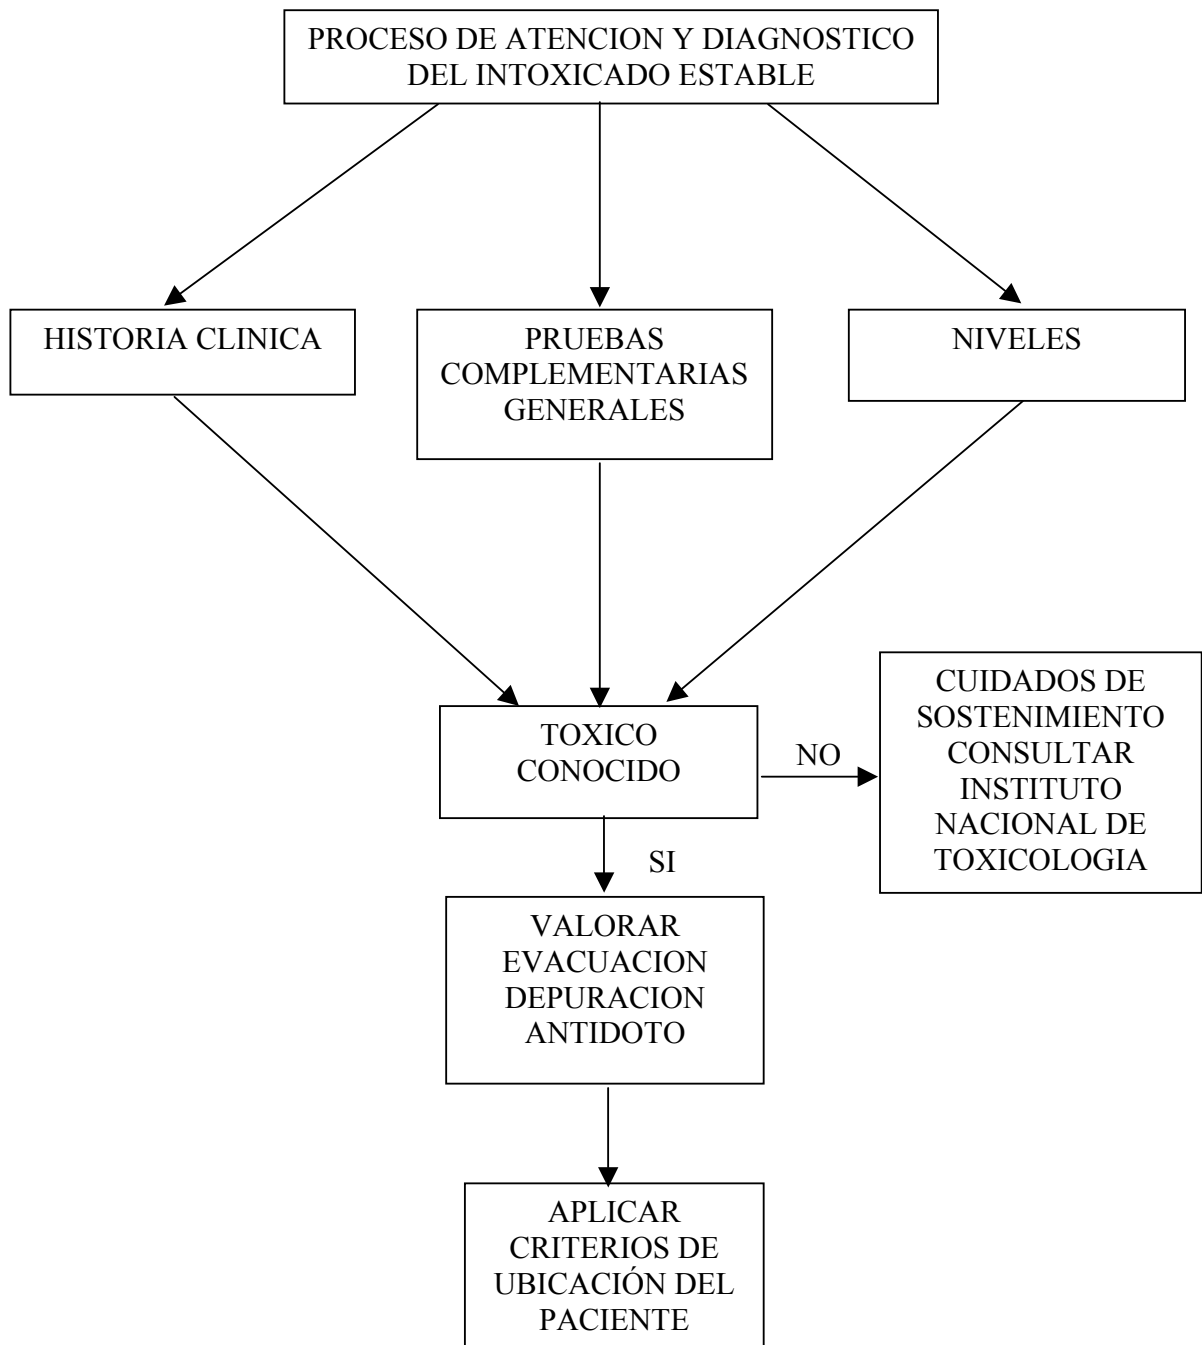 PROCESO DE ATENCION Y DIAGNOSTICO
DEL INTOXICADO ESTABLE
HISTORIA CLINICA
PRUEBAS
COMPLEMENTARIAS
GENERALES
NIVELES
TOXICO
CONOCIDO
NO
CUIDADOS DE
SOSTENIMIENTO
CONSULTAR
INSTITUTO
NACIONAL DE
TOXICOLOGIA
SI
VALORAR
EVACUACION
DEPURACION
ANTIDOTO
APLICAR
CRITERIOS DE
UBICACIÓN DEL
PACIENTE